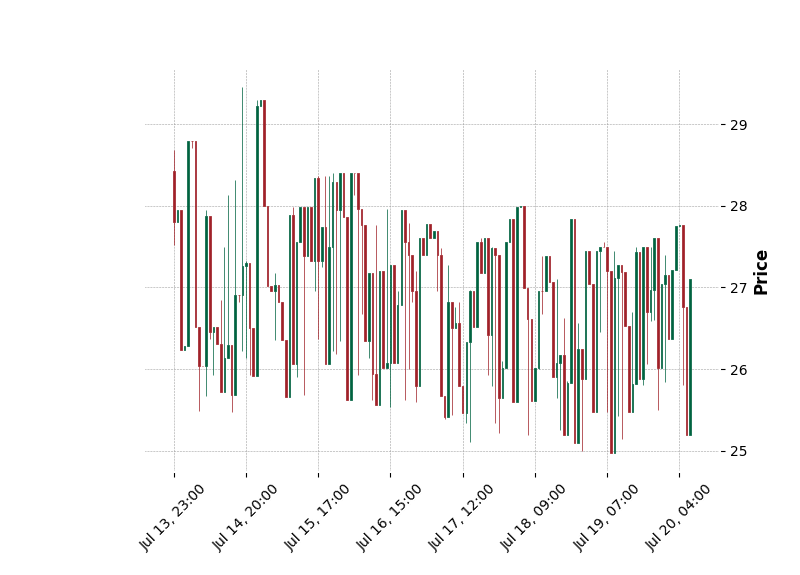 29
28
27
26
25
Price
Jul 13, 23:00
Jul 14, 20:00
Jul 15, 17:00
Jul 16, 15:00
Jul 17, 12:00
Jul 18, 09:00
Jul 19, 07:00
Jul 20, 04:00